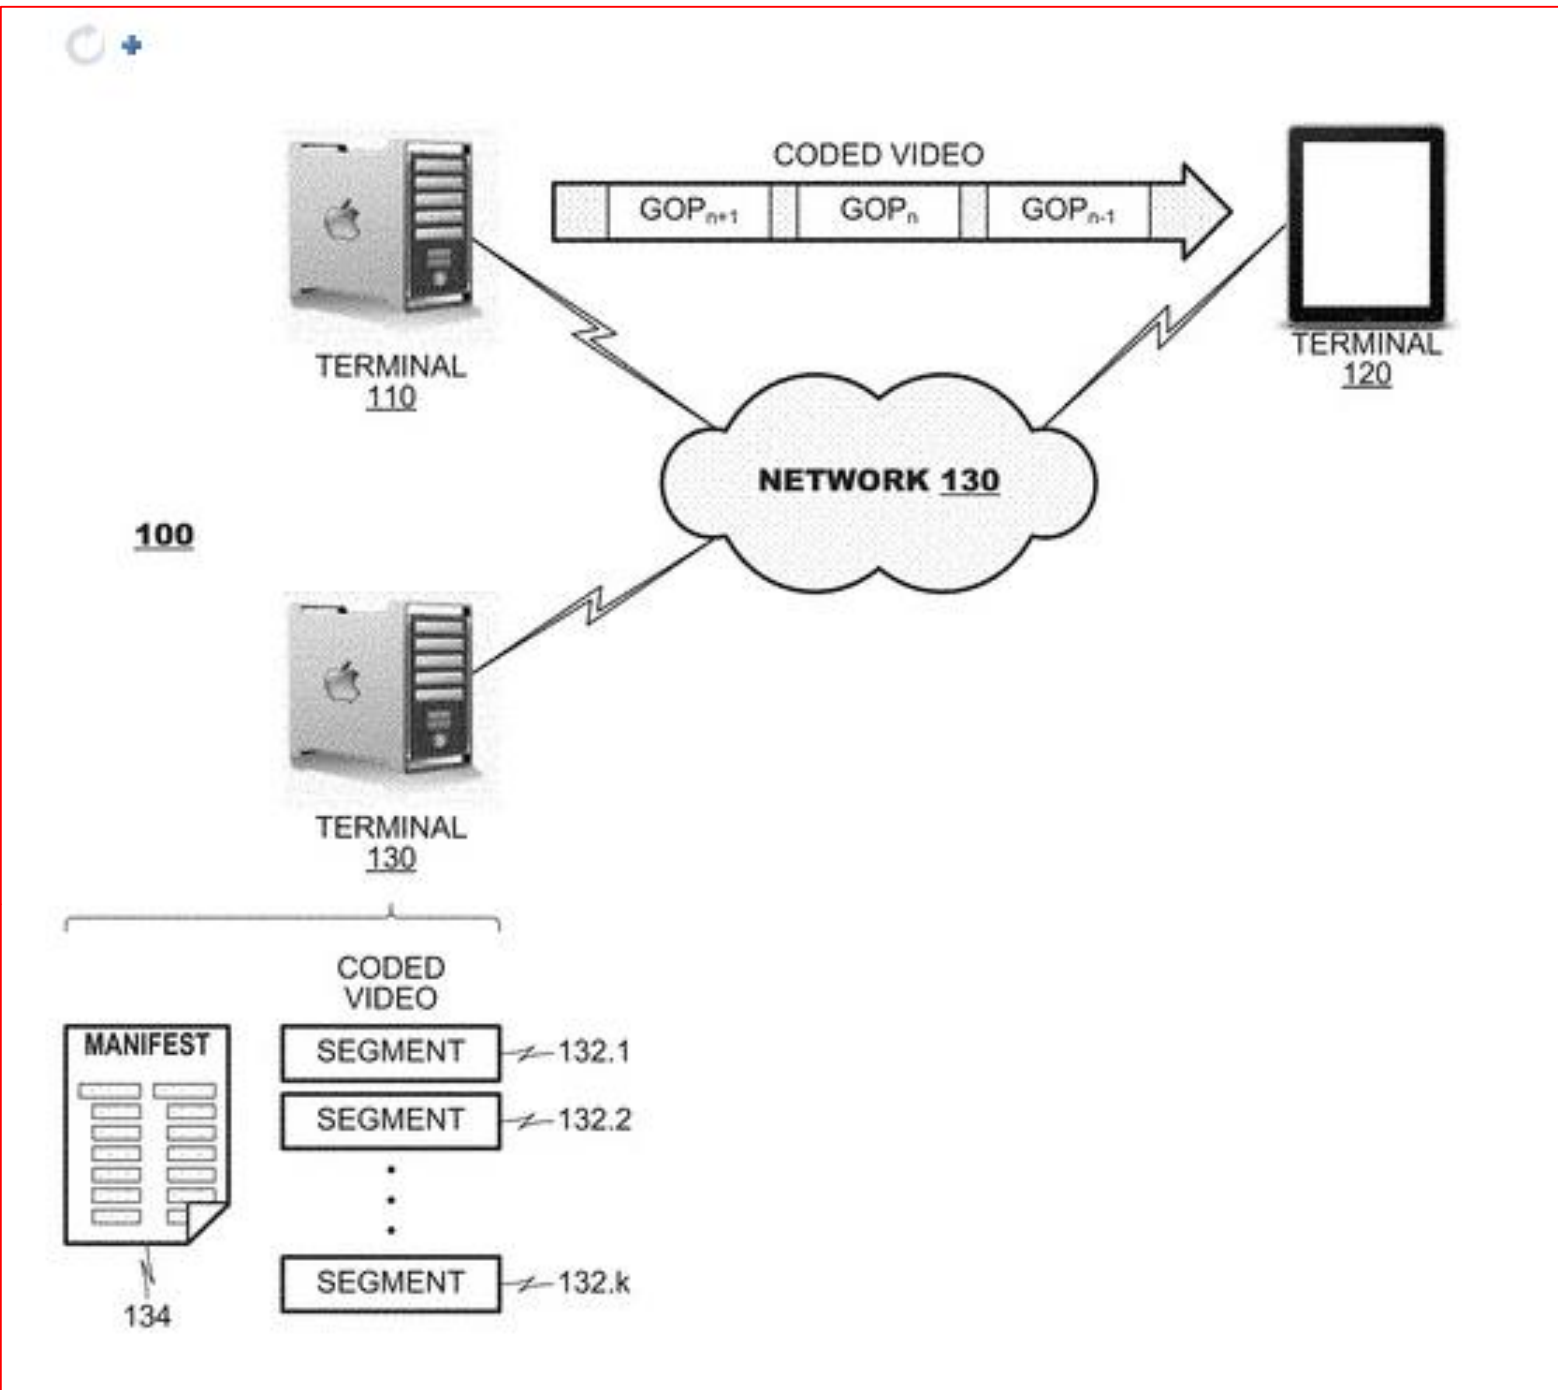 CODED VIDEO
GOPn+1
GOPn
GOPn-1
TERMINAL
110
TERMINAL
120
NETWORK 130
100
TERMINAL
130
CODED
VIDEO
MANIFEST
SEGMENT
132.1
SEGMENT
132.2
SEGMENT
132.k
134